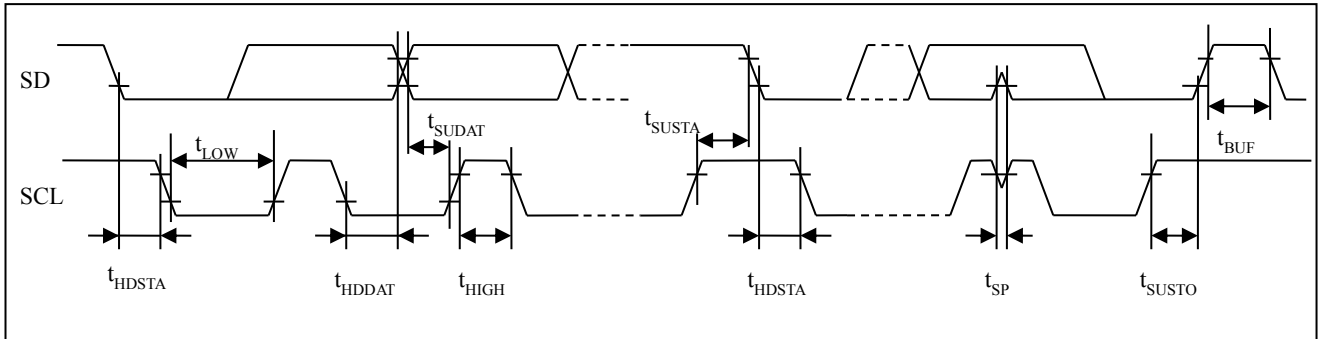 SD
t_SUDAT
t_SUSTA
t_LOW
t_BUF
SCL
t_HDSTA
t_HDDAT
t_HIGH
t_HDSTA
t_SP
t_SUSTO